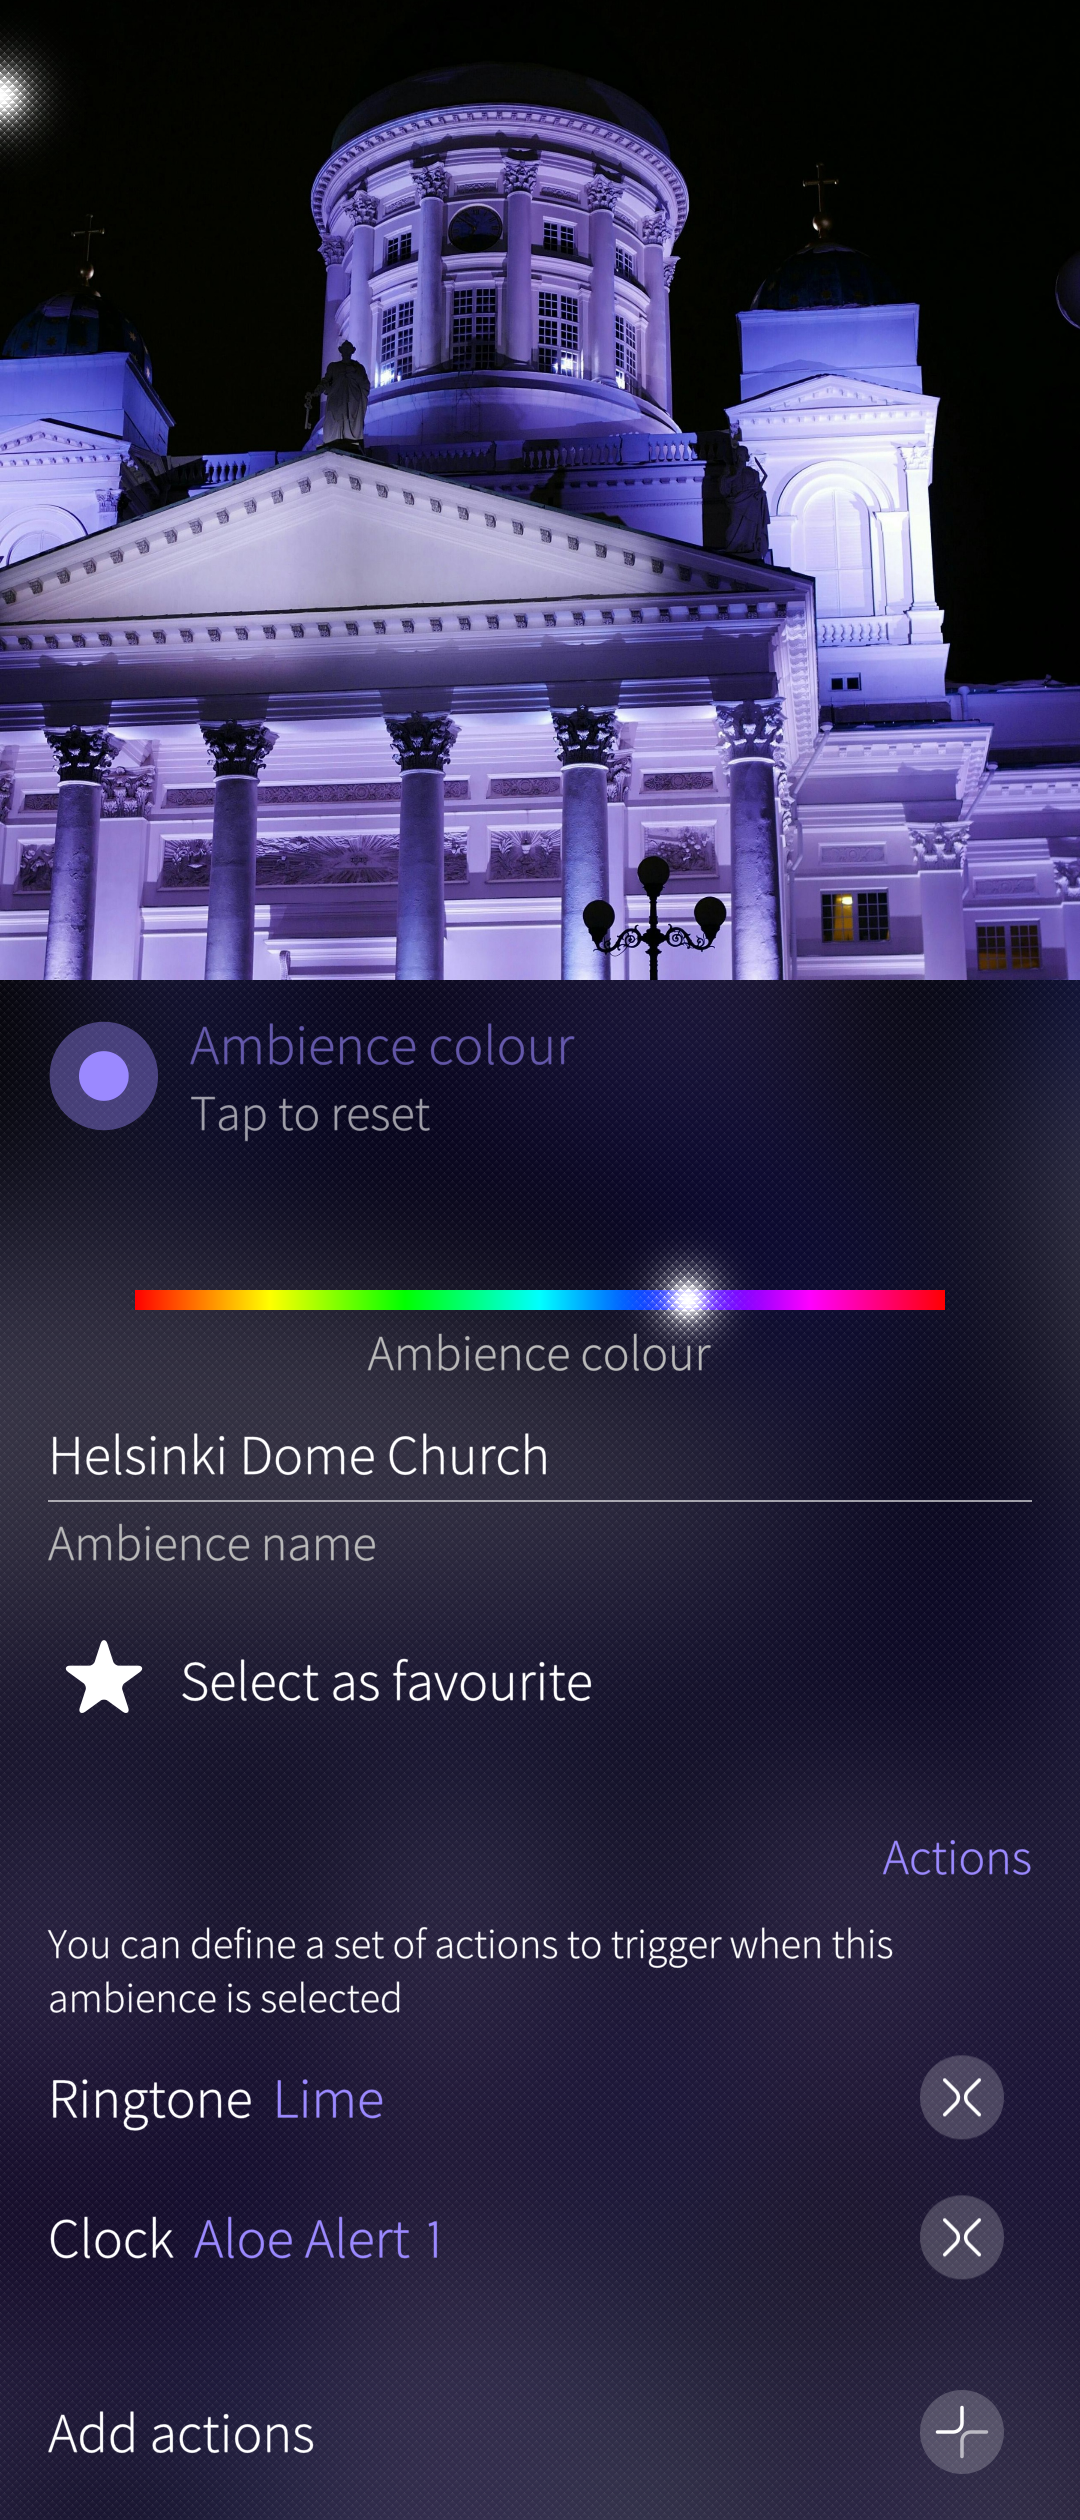 Ambience colour
Tap to reset
Ambience colour
Helsinki Dome Church
Ambience name
Select as favourite
Actions
You can define a set of actions to trigger when this
ambience is selected
Ringtone Lime
Clock Aloe Alert 1
Add actions